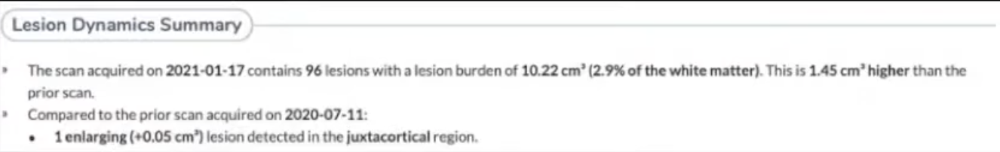 Lesion Dynamics Summary
The scan acquired on 2021-01-17 contains 96 lesions with a lesion burden of 10.22 cm³ (2.9% of the white matter). This is 1.45 cm³ higher than the
prior scan.
Compared to the prior scan acquired on 2020-07-11:
• 1 enlarging (+0.05 cm³) lesion detected in the juxtacortical region.